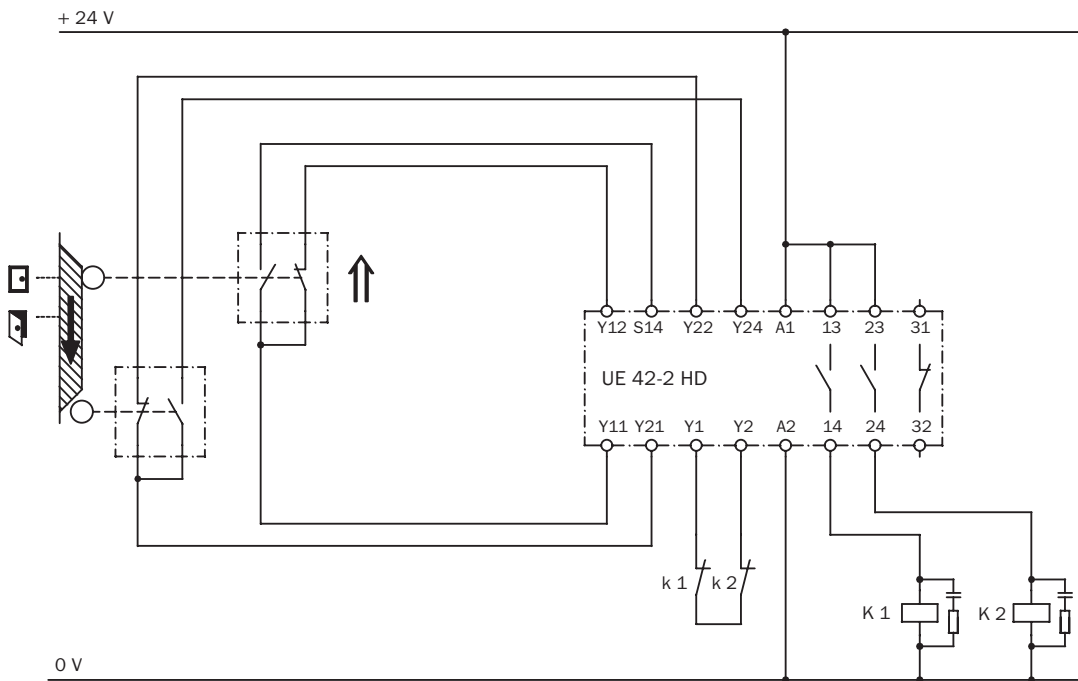 + 24 V
Y12 S14 Y22 Y24 A1 13 23 31
UE 42-2 HD
Y11 Y21 Y1 Y2 A2 14 24 32
k 1 k 2
K 1 K 2
0 V